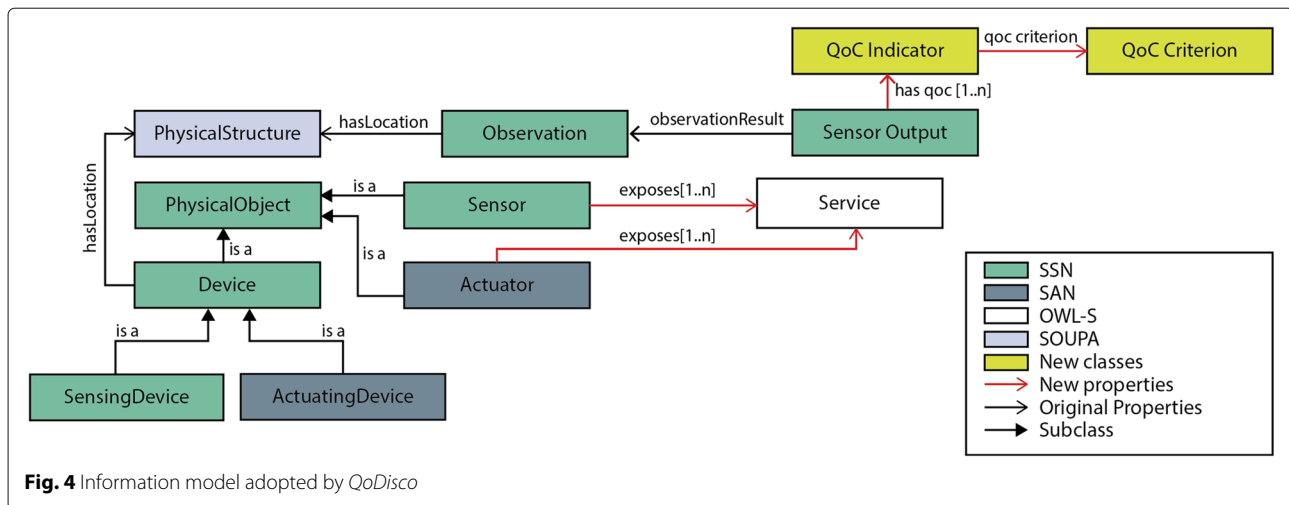 QoC Indicator
qoc criterion
QoC Criterion
has qoc [1..n]
PhysicalStructure
hasLocation
Observation
observationResult
Sensor Output
hasLocation
PhysicalObject
is a
Sensor
exposes[1..n]
Service
is a
is a
exposes[1..n]
Device
Actuator
is a
is a
SensingDevice
ActuatingDevice
SSN
SAN
OWL-S
SOUPA
New classes
New properties
Original Properties
Subclass
Fig. 4 Information model adopted by QoDisco